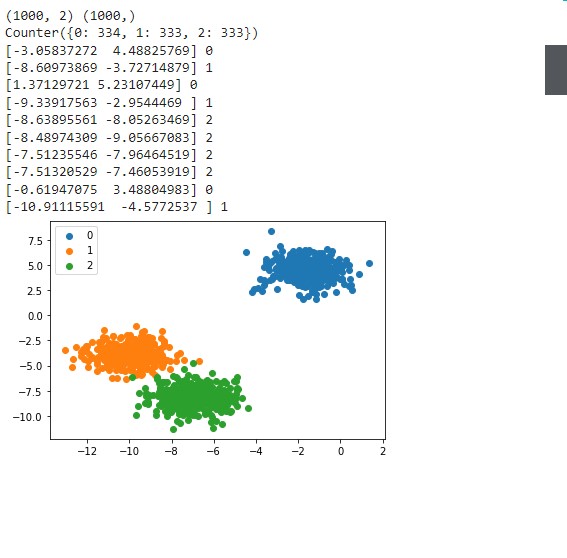 (1000, 2) (1000,)
Counter({0: 334, 1: 333, 2: 333})
[-3.05837272  4.48825769] 0
[-8.60973869 -3.72714879] 1
[1.37129721 5.23107449] 0
[-9.33917563 -2.9544469 ] 1
[-8.63895561 -8.05263469] 2
[-8.48974309 -9.05667083] 2
[-7.51235546 -7.96464519] 2
[-7.51320529 -7.46053919] 2
[-0.61947075  3.48804983] 0
[-10.91115591  -4.5772537 ] 1
0
1
2
7.5
5.0
2.5
0.0
−2.5
−5.0
−7.5
−10.0
−12 −10 −8 −6 −4 −2 0 2